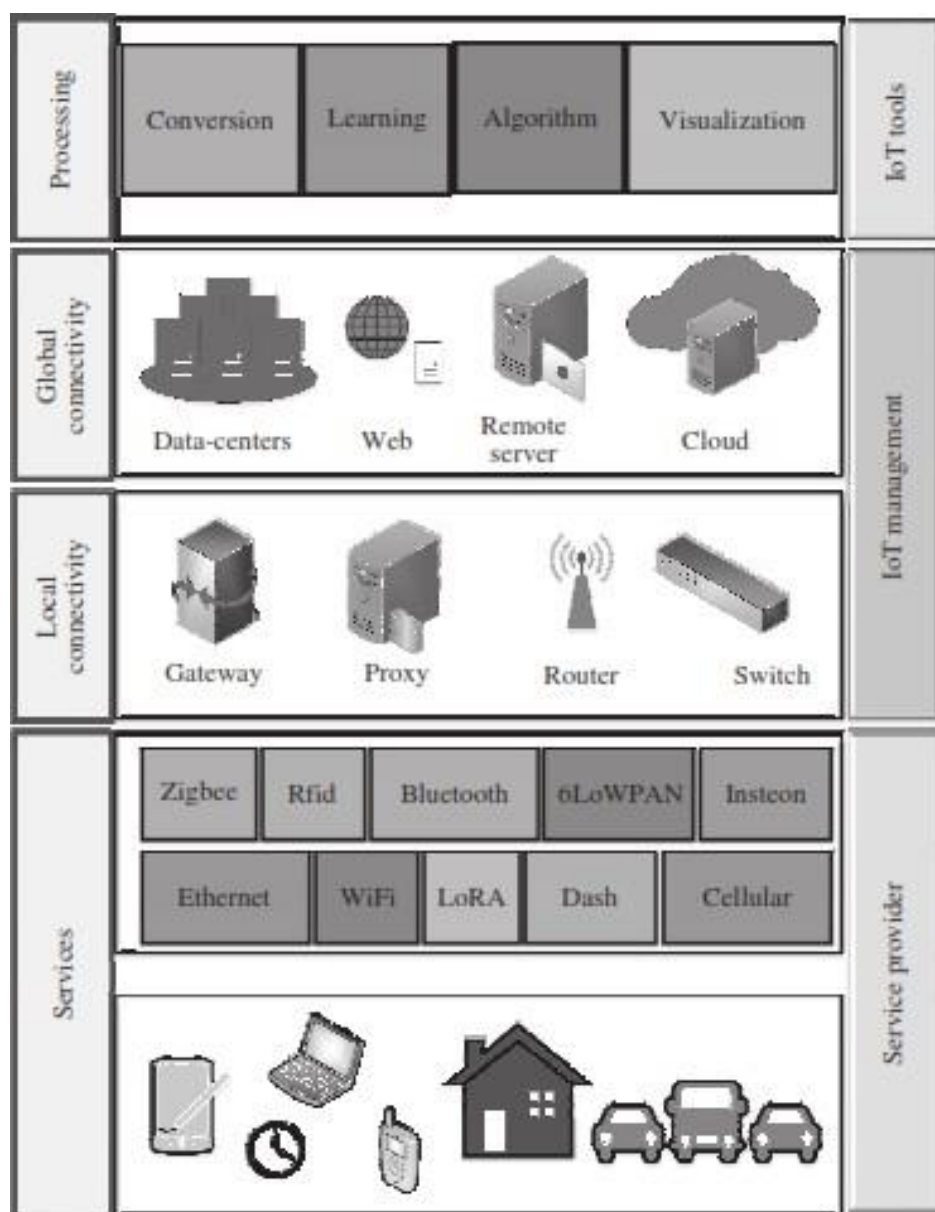 Processing
Conversion
Learning
Algorithm
Visualization
IoT tools
Global
connectivity
Data-centers
Web
Remote
server
Cloud
IoT management
Local
connectivity
Gateway
Proxy
Router
Switch
Services
Zigbee
Rfid
Bluetooth
6LoWPAN
Insteon
Ethernet
WiFi
LoRA
Dash
Cellular
Service provider